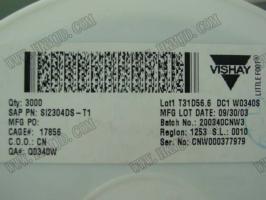 VISHAY
LITTLE FOOT
Qty: 3000
SAP PN: SI2304DS-T1
MFG PO:
CAGE#: 17856
C.O.O.: CN
QA#: Q034DW
Lot1 T31D56.6 DC1 W0340S
MFG LOT DATE: 09/30/03
Batch No.: 200340CNW3
Region: 1253 S.L.: 0010
Ser. No.: CNW000377979